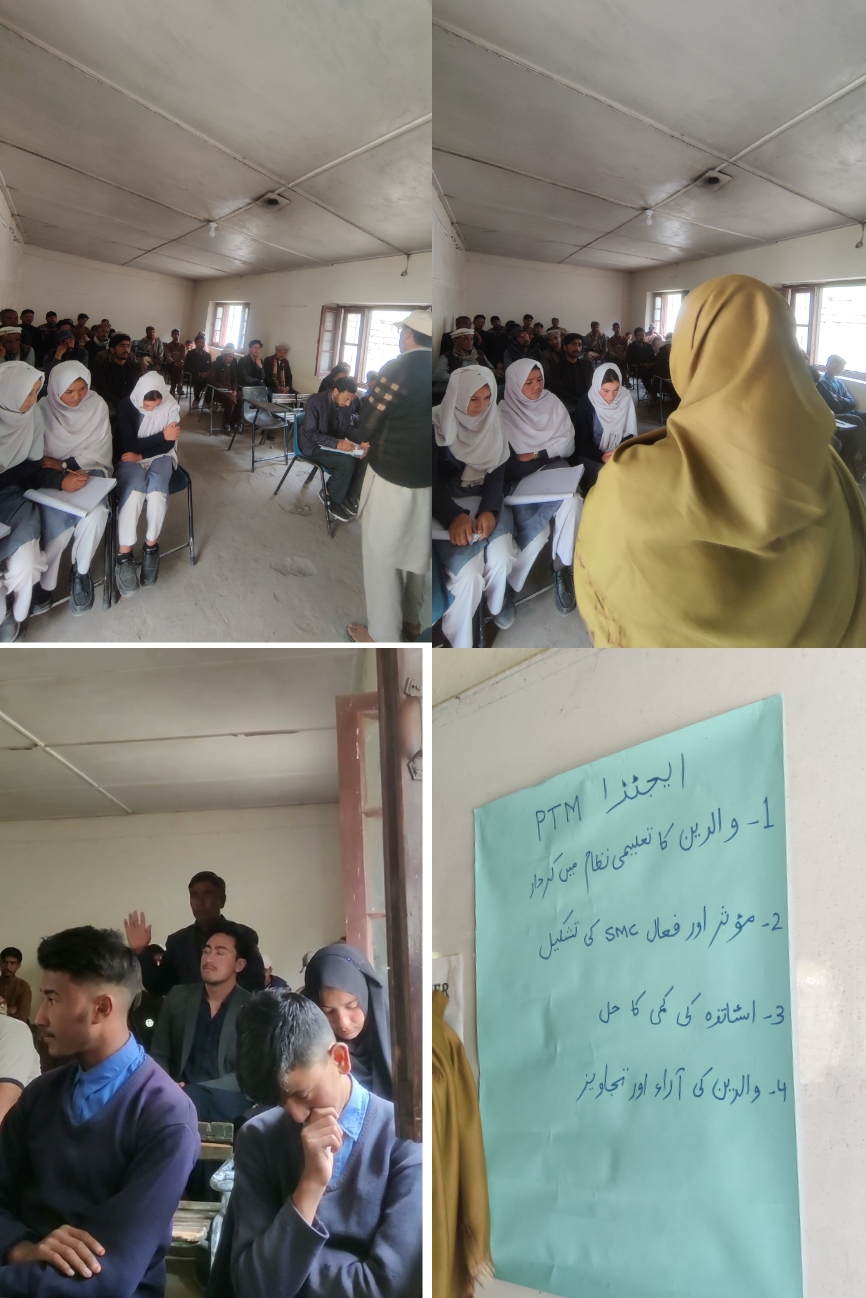 ایجنڈا PTM
1- والدین کا تعلیمی نظام میں کردار
2- مؤثر اور فعال SMC کی تشکیل
3- اساتذہ کی کمی کا حل
4- والدین کی آراء اور تجاویز